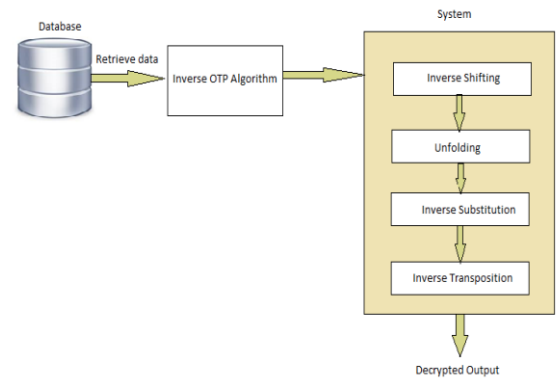 Database
Retrieve data
Inverse OTP Algorithm
System
Inverse Shifting
Unfolding
Inverse Substitution
Inverse Transposition
Decrypted Output